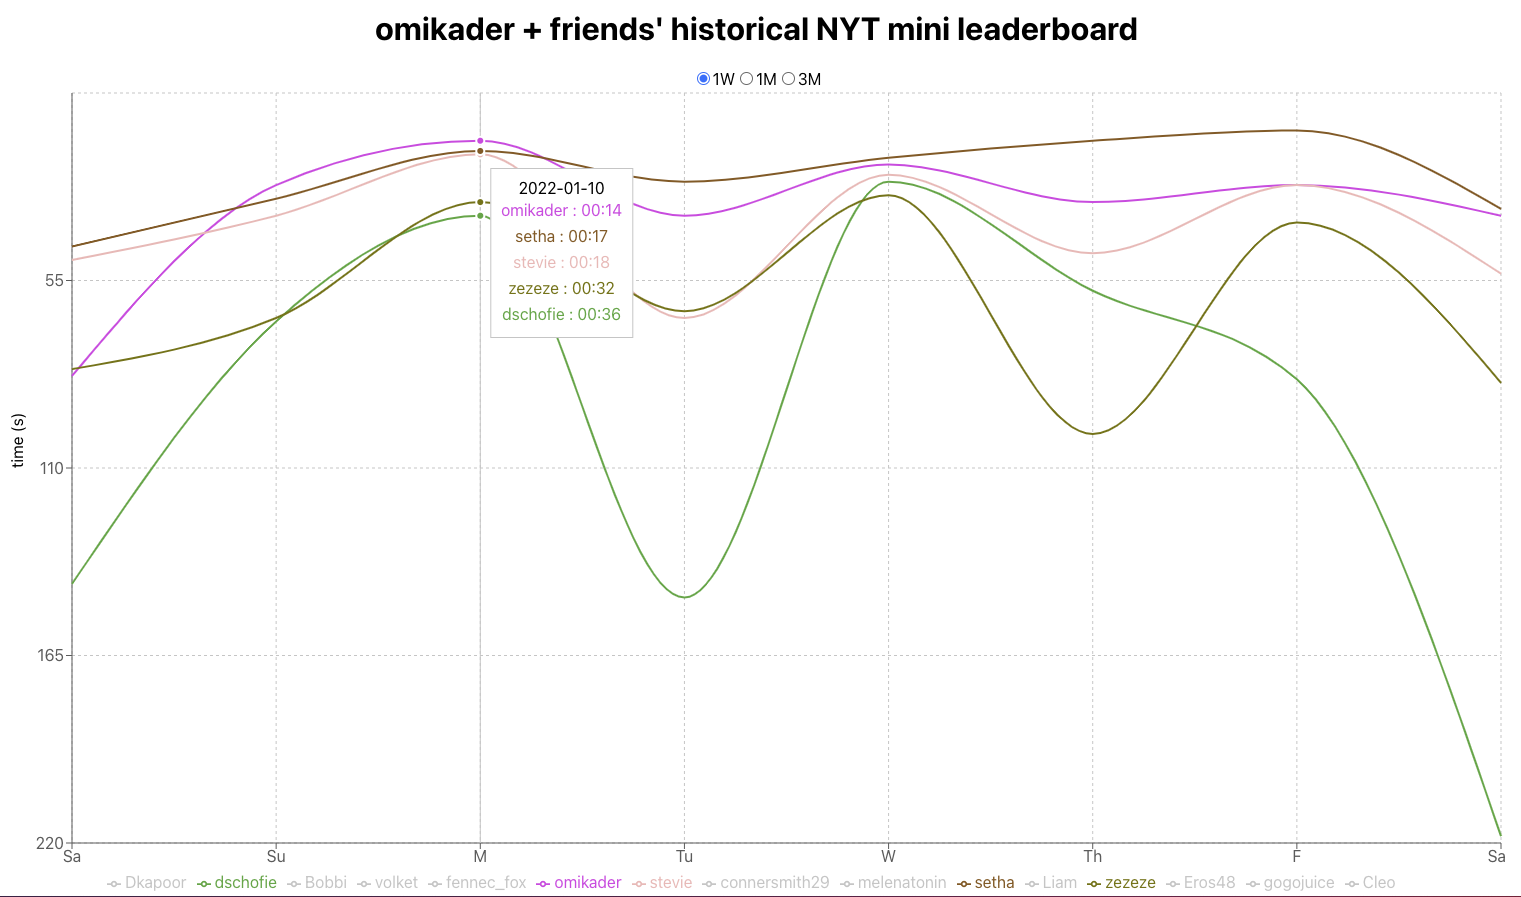 omikader + friends' historical NYT mini leaderboard
1W 1M 3M
2022-01-10
omikader : 00:14
setha : 00:17
stevie : 00:18
zezeze : 00:32
dschofie : 00:36
time (s)
55
110
165
220
Sa Su M Tu W Th F Sa
Dkapoor dschofie Bobbi volket fennec_fox omikader stevie connersmith29 melenatonin setha Liam zezeze Eros48 gogojuice Cleo